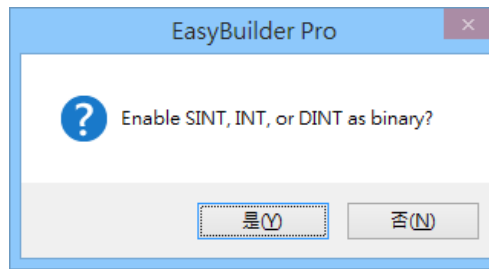 EasyBuilder Pro
Enable SINT, INT, or DINT as binary?
是(Y) 否(N)